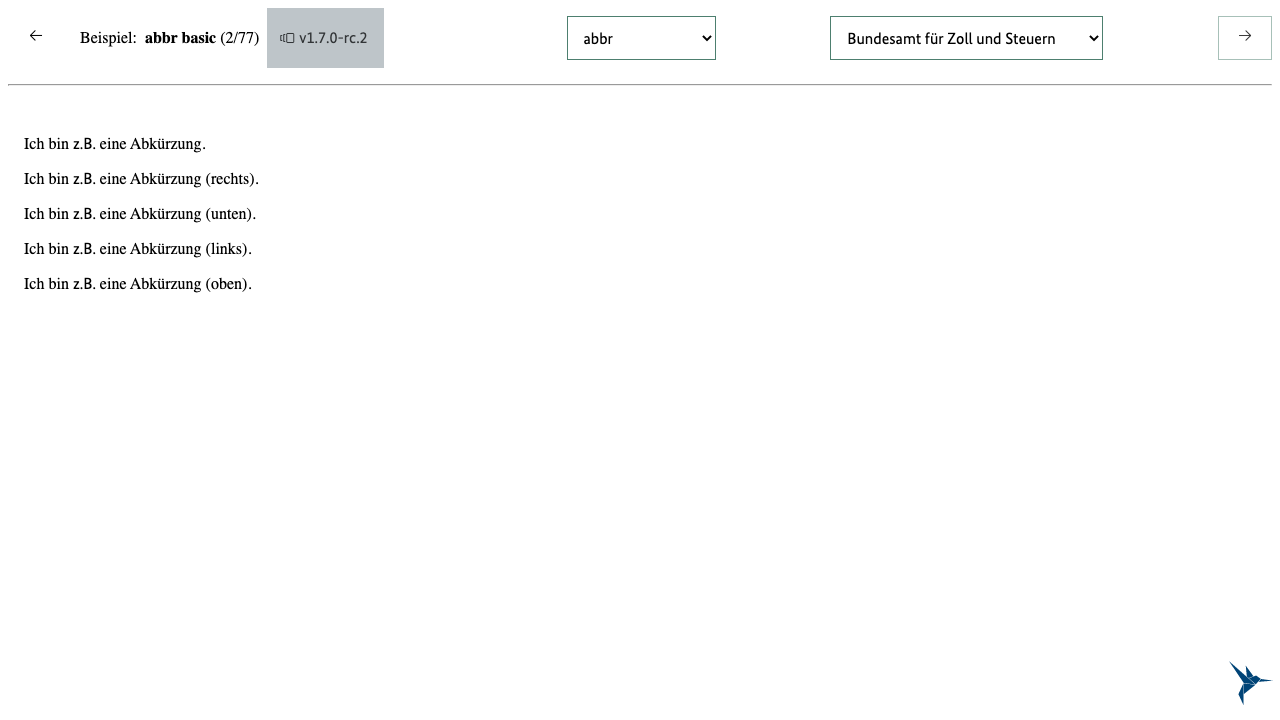 ← Beispiel: abbr basic (2/77) v1.7.0-rc.2 abbr Bundesamt für Zoll und Steuern →
Ich bin z.B. eine Abkürzung.
Ich bin z.B. eine Abkürzung (rechts).
Ich bin z.B. eine Abkürzung (unten).
Ich bin z.B. eine Abkürzung (links).
Ich bin z.B. eine Abkürzung (oben).